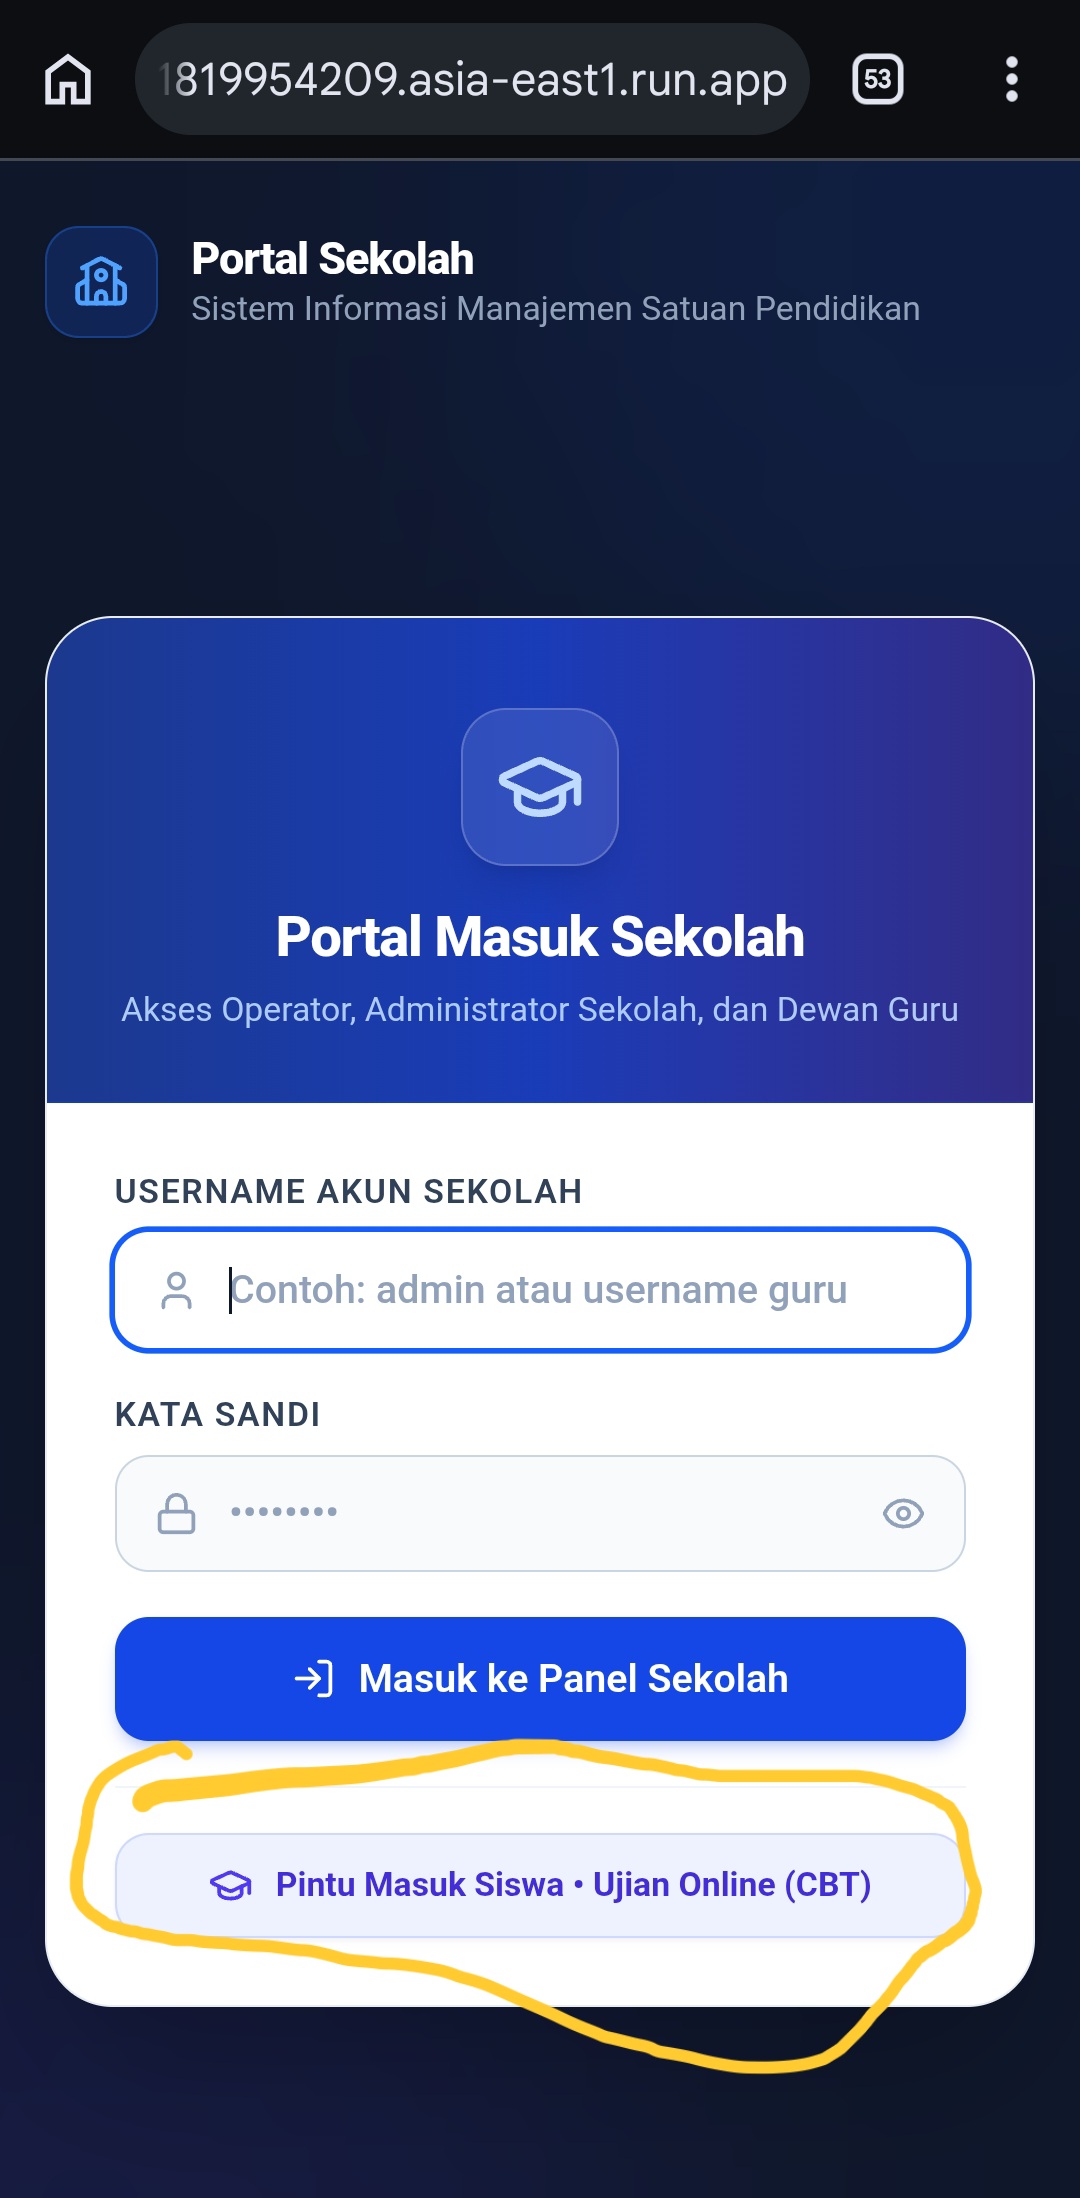 1819954209.asia-east1.run.app
53
Portal Sekolah
Sistem Informasi Manajemen Satuan Pendidikan
Portal Masuk Sekolah
Akses Operator, Administrator Sekolah, dan Dewan Guru
USERNAME AKUN SEKOLAH
Contoh: admin atau username guru
KATA SANDI
••••••••
Masuk ke Panel Sekolah
Pintu Masuk Siswa • Ujian Online (CBT)